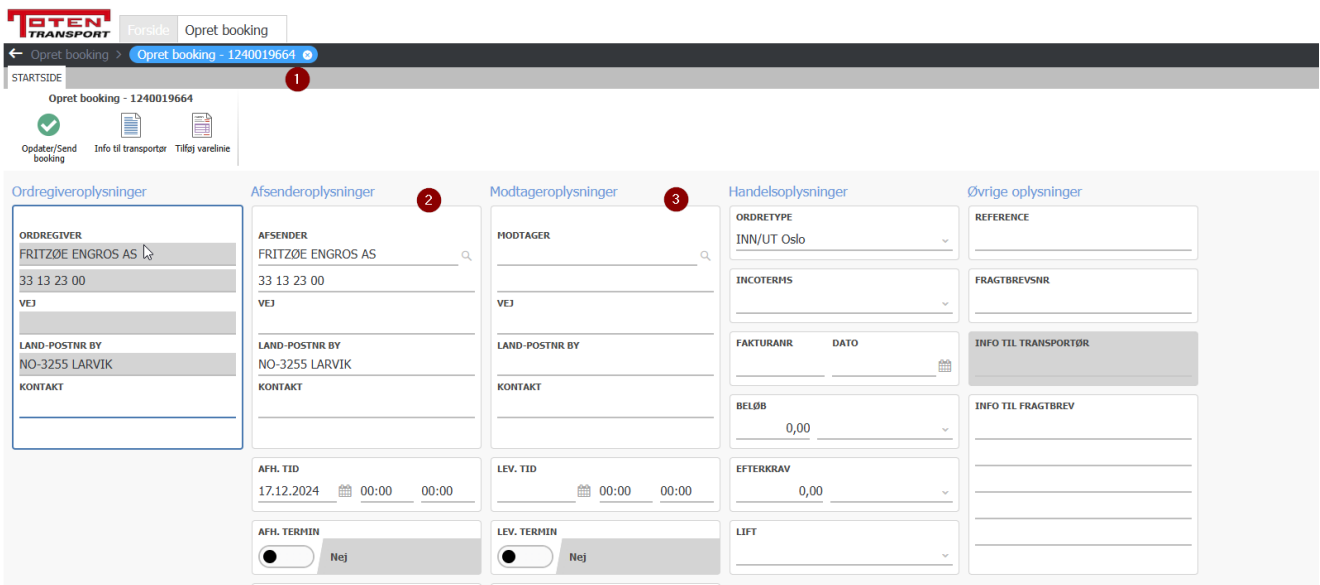 TOTEN
TRANSPORT
Forside
Opret booking
Opret booking > Opret booking - 1240019664
STARTSIDE
1
Opret booking - 1240019664
Opdater/Send booking
Info til transportør
Tilføj varelinie
Ordregiveroplysninger
ORDREGIVER
FRITZØE ENGROS AS
33 13 23 00
VEJ
LAND-POSTNR BY
NO-3255 LARVIK
KONTAKT
Afsenderoplysninger
2
AFSENDER
FRITZØE ENGROS AS
33 13 23 00
VEJ
LAND-POSTNR BY
NO-3255 LARVIK
KONTAKT
AFH. TID
17.12.2024 00:00 00:00
AFH. TERMIN
Nej
Modtageroplysninger
3
MODTAGER
VEJ
LAND-POSTNR BY
KONTAKT
LEV. TID
00:00 00:00
LEV. TERMIN
Nej
Handelsoplysninger
ORDRETYPE
INN/UT Oslo
INCOTERMS
FAKTURANR DATO
BELØB
0,00
EFTERKRAV
0,00
LIFT
Øvrige oplysninger
REFERENCE
FRAGTBREVSNR
INFO TIL TRANSPORTØR
INFO TIL FRAGTBREV